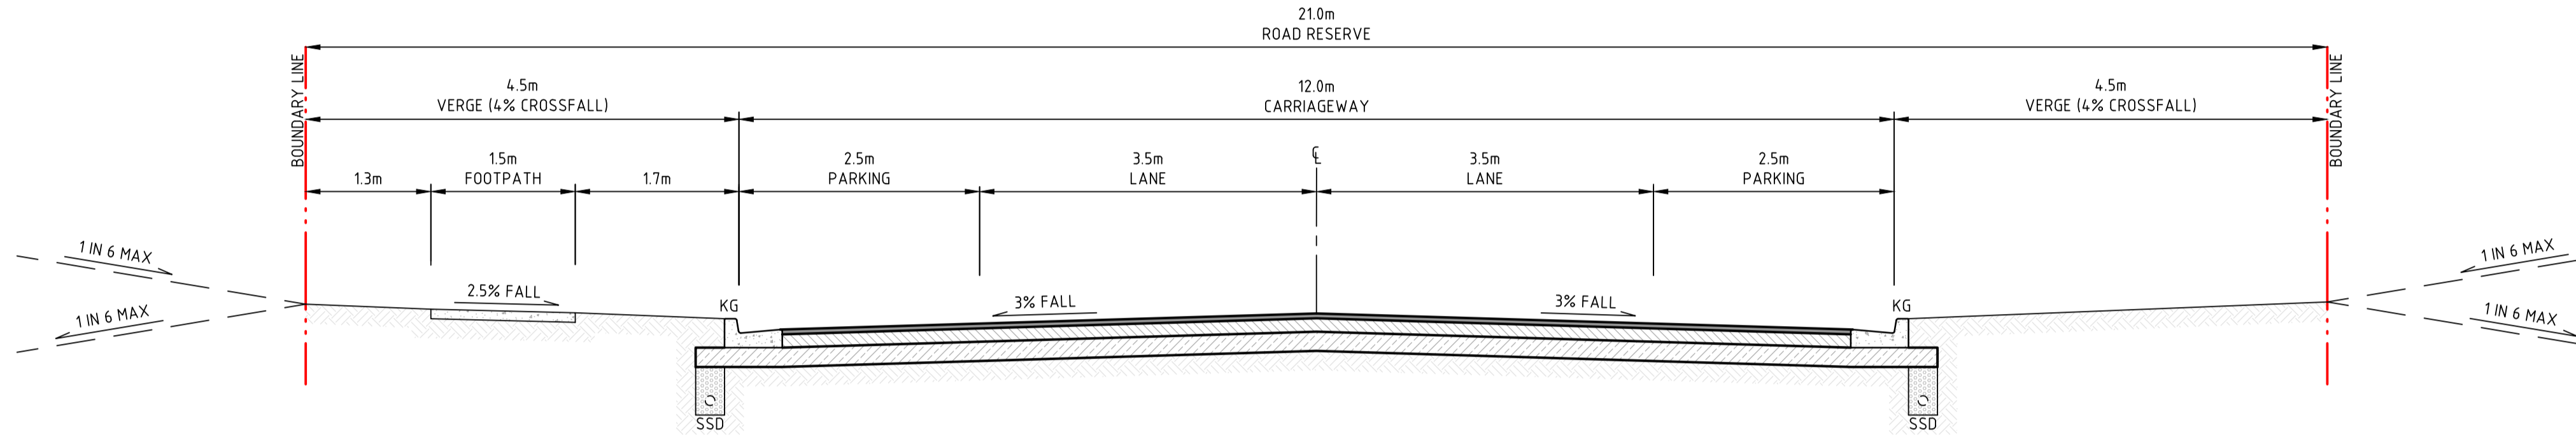 21.0m
ROAD RESERVE
BOUNDARY LINE
4.5m
VERGE (4% CROSSFALL)
12.0m
CARRIAGEWAY
4.5m
VERGE (4% CROSSFALL)
BOUNDARY LINE
1.3m
1.5m
FOOTPATH
1.7m
2.5m
PARKING
3.5m
LANE
℄
3.5m
LANE
2.5m
PARKING
1 IN 6 MAX
1 IN 6 MAX
2.5% FALL
KG
3% FALL
3% FALL
KG
1 IN 6 MAX
1 IN 6 MAX
SSD
SSD